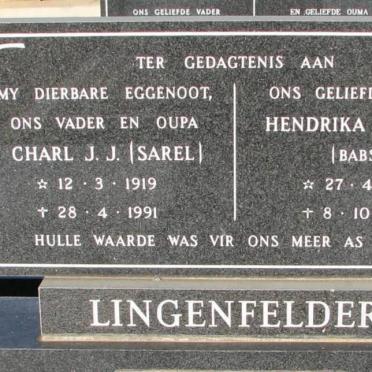 ONS GELIEFDE VADER
EN GELIEFDE OUMA
TER GEDAGTENIS AAN
MY DIERBARE EGGENOOT,
ONS VADER EN OUPA
CHARL J. J. (SAREL)
☆ 12 · 3 · 1919
✝ 28 · 4 · 1991
ONS GELIEF
HENDRIKA
(BABS
☆ 27 · 4
✝ 8 · 10
HULLE WAARDE WAS VIR ONS MEER AS
LINGENFELDER